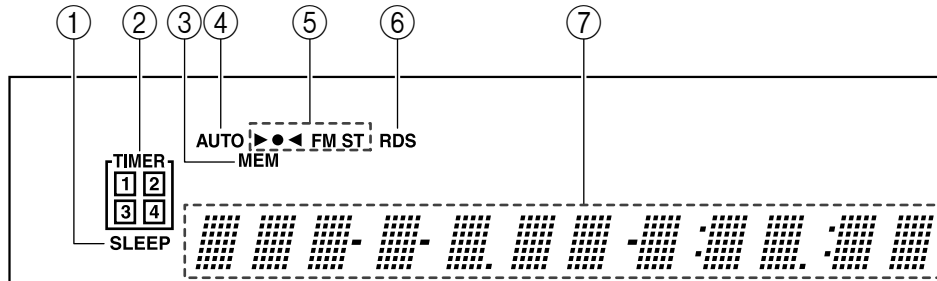 ① ② ③ ④ ⑤ ⑥ ⑦
AUTO ▶●◀ FM ST RDS
MEM
TIMER
1 2
3 4
SLEEP